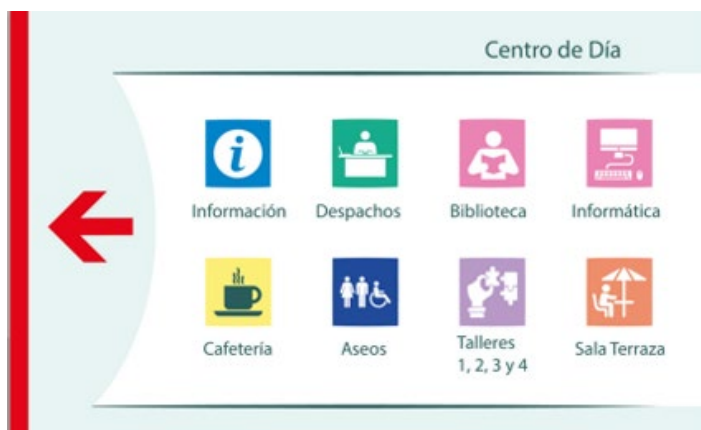 Centro de Día
Información Despachos Biblioteca Informática
Cafetería Aseos Talleres
1, 2, 3 y 4 Sala Terraza